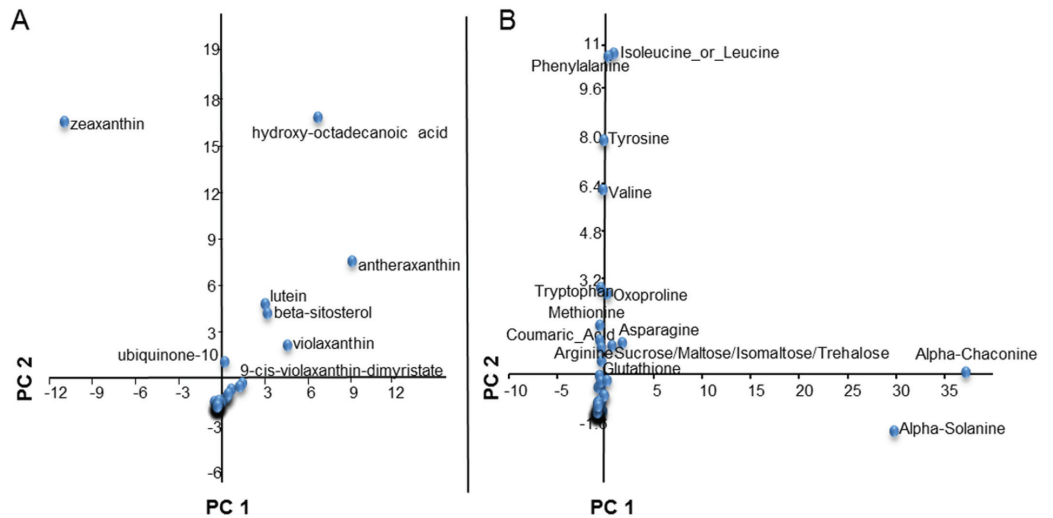 A
19
18
zeaxanthin
hydroxy-octadecanoic acid
15
12
9
antheraxanthin
6
lutein
beta-sitosterol
3
violaxanthin
ubiquinone-10
9-cis-violaxanthin-dimyristate
PC 2
-12 -9 -6 -3 3 6 9 12
-3
-6
PC 1
B
11
Isoleucine_or_Leucine
Phenylalanine
9.6
8.0
Tyrosine
6.4
Valine
4.8
3.2
Tryptophan
Oxoproline
Methionine
Coumaric_Acid
Asparagine
Arginine
Sucrose/Maltose/Isomaltose/Trehalose
Alpha-Chaconine
Glutathione
PC 2
-10 -5 5 10 15 20 25 30 35
-1.6
Alpha-Solanine
PC 1